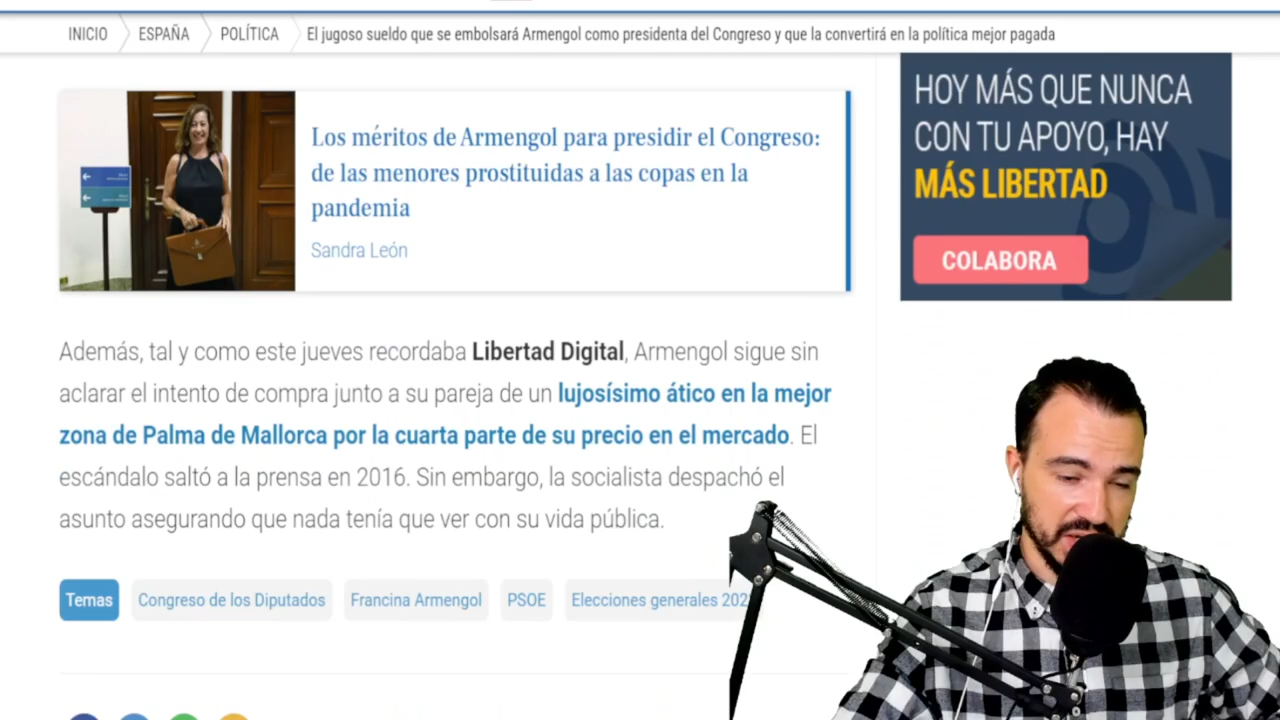 INICIO
ESPAÑA
POLÍTICA
El jugoso sueldo que se embolsará Armengol como presidenta del Congreso y que la convertirá en la política mejor pagada
Los méritos de Armengol para presidir el Congreso:
de las menores prostituidas a las copas en la
pandemia
Sandra León
HOY MÁS QUE NUNCA
CON TU APOYO, HAY
MÁS LIBERTAD
COLABORA
Además, tal y como este jueves recordaba Libertad Digital, Armengol sigue sin
aclarar el intento de compra junto a su pareja de un lujosísimo ático en la mejor
zona de Palma de Mallorca por la cuarta parte de su precio en el mercado. El
escándalo saltó a la prensa en 2016. Sin embargo, la socialista despachó el
asunto asegurando que nada tenía que ver con su vida pública.
Temas
Congreso de los Diputados
Francina Armengol
PSOE
Elecciones generales 202